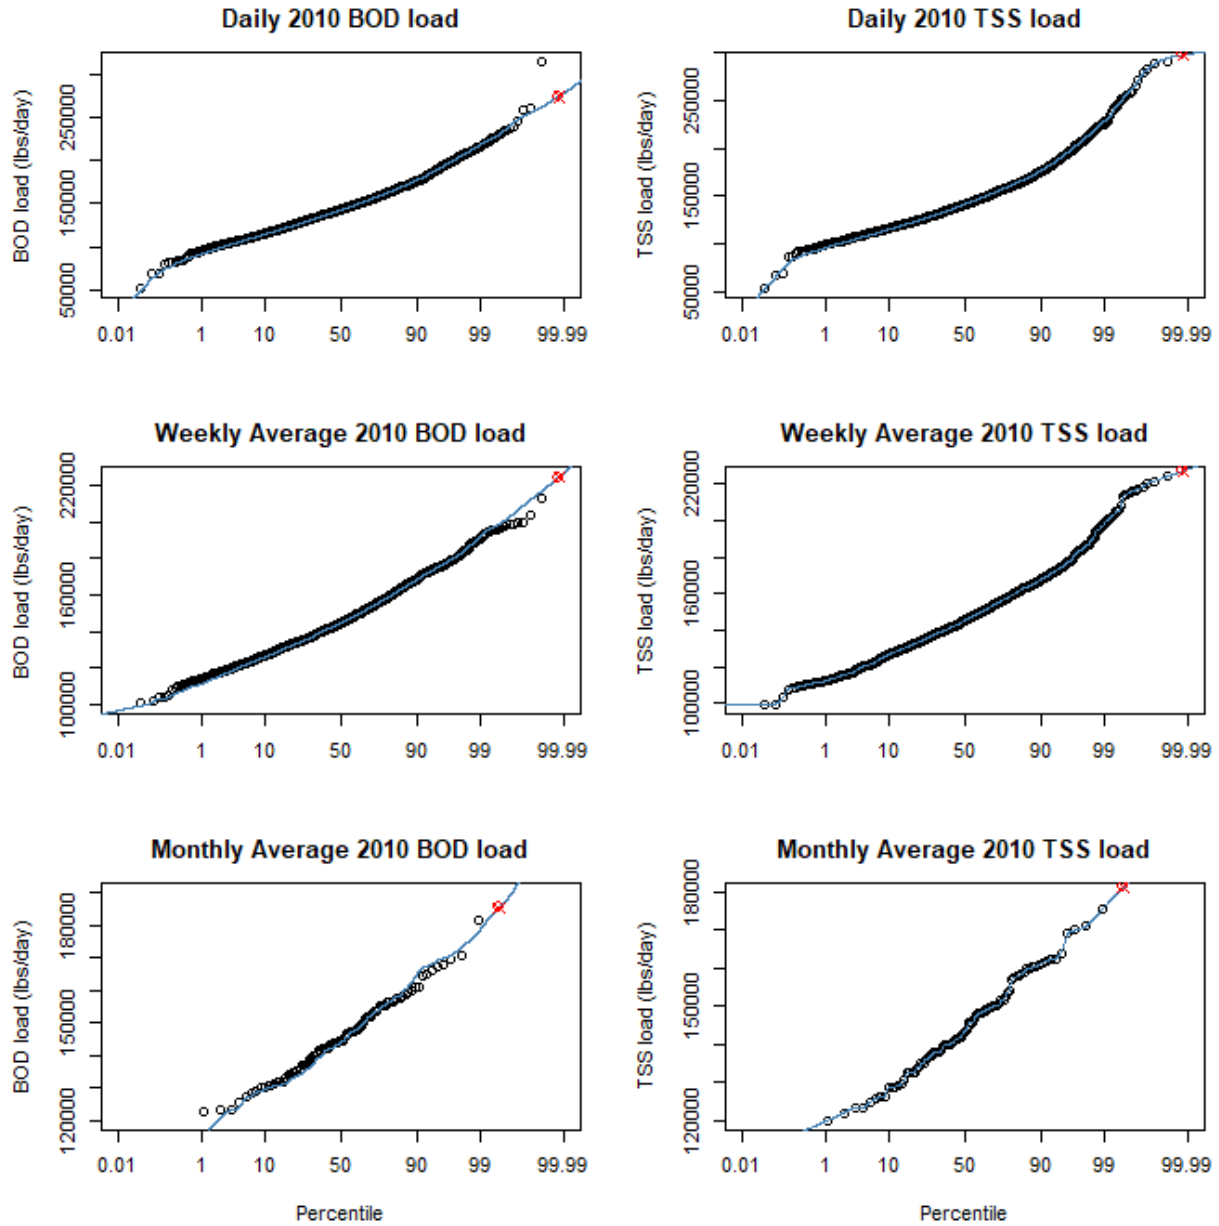 Daily 2010 BOD load
BOD load (lbs/day)
50000 150000 250000
0.01 1 10 50 90 99 99.99
Daily 2010 TSS load
TSS load (lbs/day)
50000 150000 250000
0.01 1 10 50 90 99 99.99
Weekly Average 2010 BOD load
BOD load (lbs/day)
100000 160000 220000
0.01 1 10 50 90 99 99.99
Weekly Average 2010 TSS load
TSS load (lbs/day)
100000 160000 220000
0.01 1 10 50 90 99 99.99
Monthly Average 2010 BOD load
BOD load (lbs/day)
120000 150000 180000
0.01 1 10 50 90 99 99.99
Percentile
Monthly Average 2010 TSS load
TSS load (lbs/day)
120000 150000 180000
0.01 1 10 50 90 99 99.99
Percentile